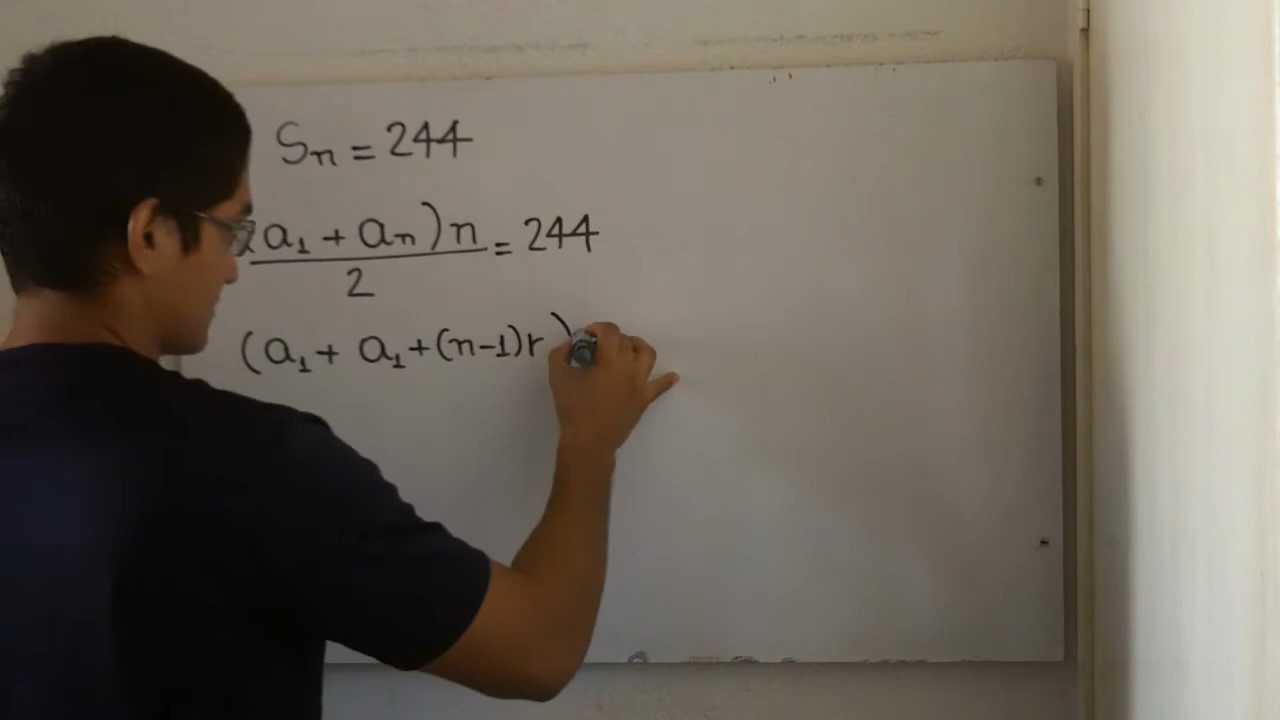 Sn = 244
(a₁ + an)n / 2 = 244
(a₁ + a₁ + (n-1)r)